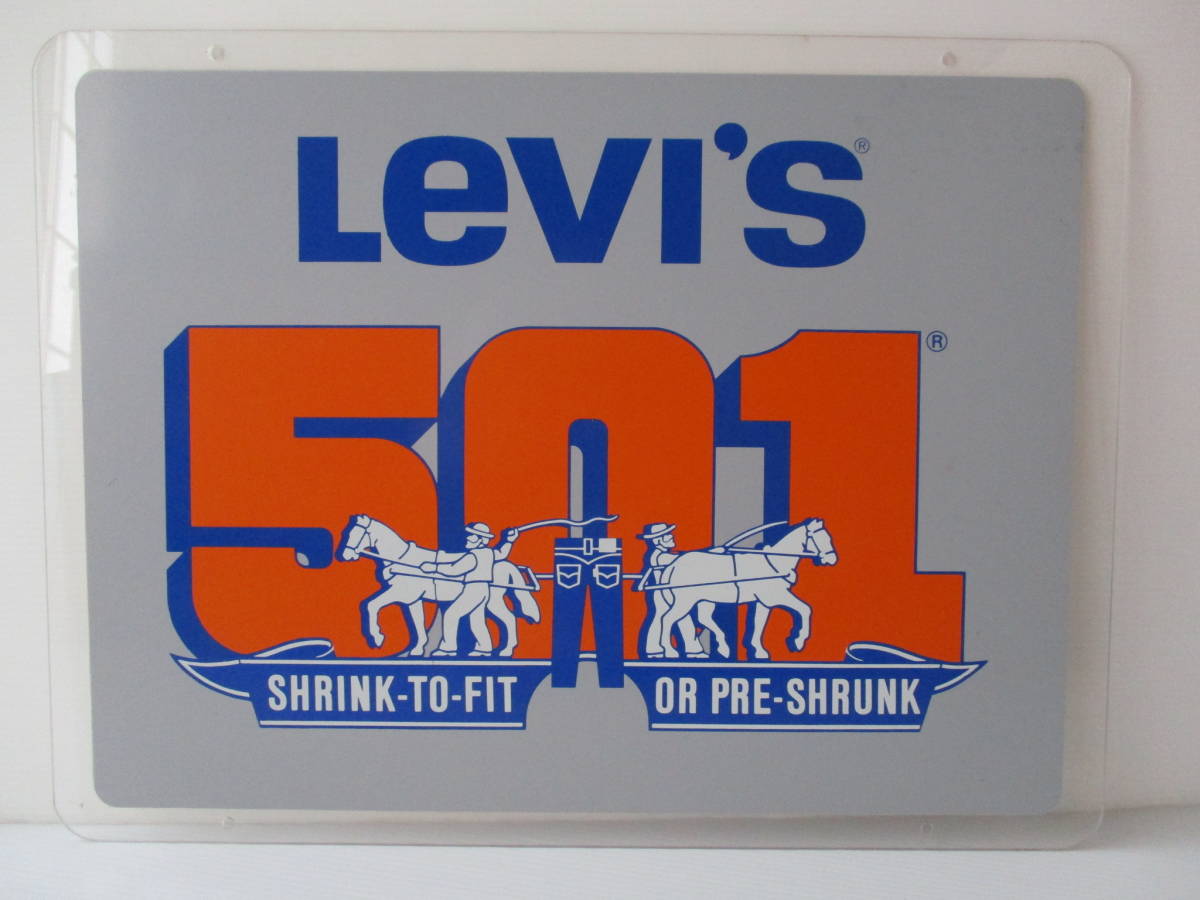 Levi's®
501®
SHRINK-TO-FIT OR PRE-SHRUNK